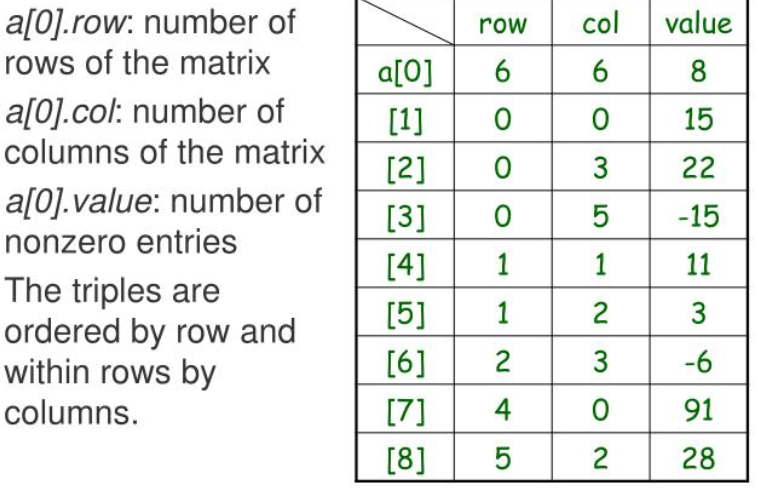 a[0].row: number of
rows of the matrix
a[0].col: number of
columns of the matrix
a[0].value: number of
nonzero entries
The triples are
ordered by row and
within rows by
columns.
row col value
a[0] 6 6 8
[1] 0 0 15
[2] 0 3 22
[3] 0 5 -15
[4] 1 1 11
[5] 1 2 3
[6] 2 3 -6
[7] 4 0 91
[8] 5 2 28